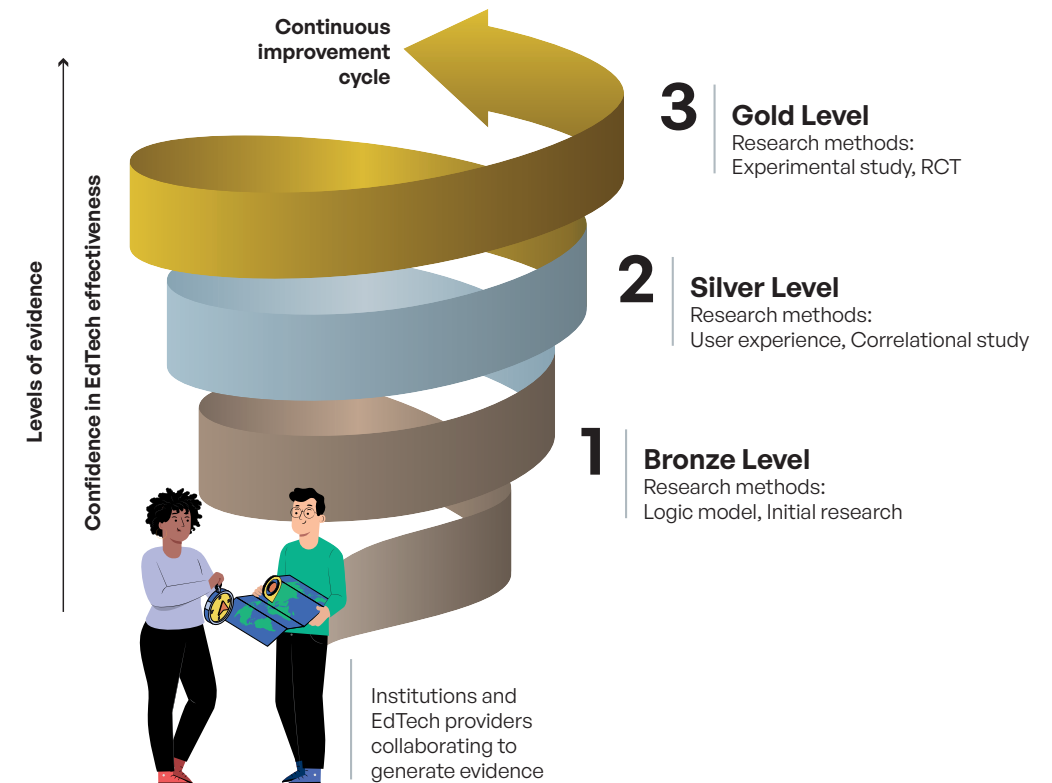 Continuous
improvement
cycle
3
Gold Level
Research methods:
Experimental study, RCT
2
Silver Level
Research methods:
User experience, Correlational study
1
Bronze Level
Research methods:
Logic model, Initial research
Levels of evidence
Confidence in EdTech effectiveness
Institutions and
EdTech providers
collaborating to
generate evidence